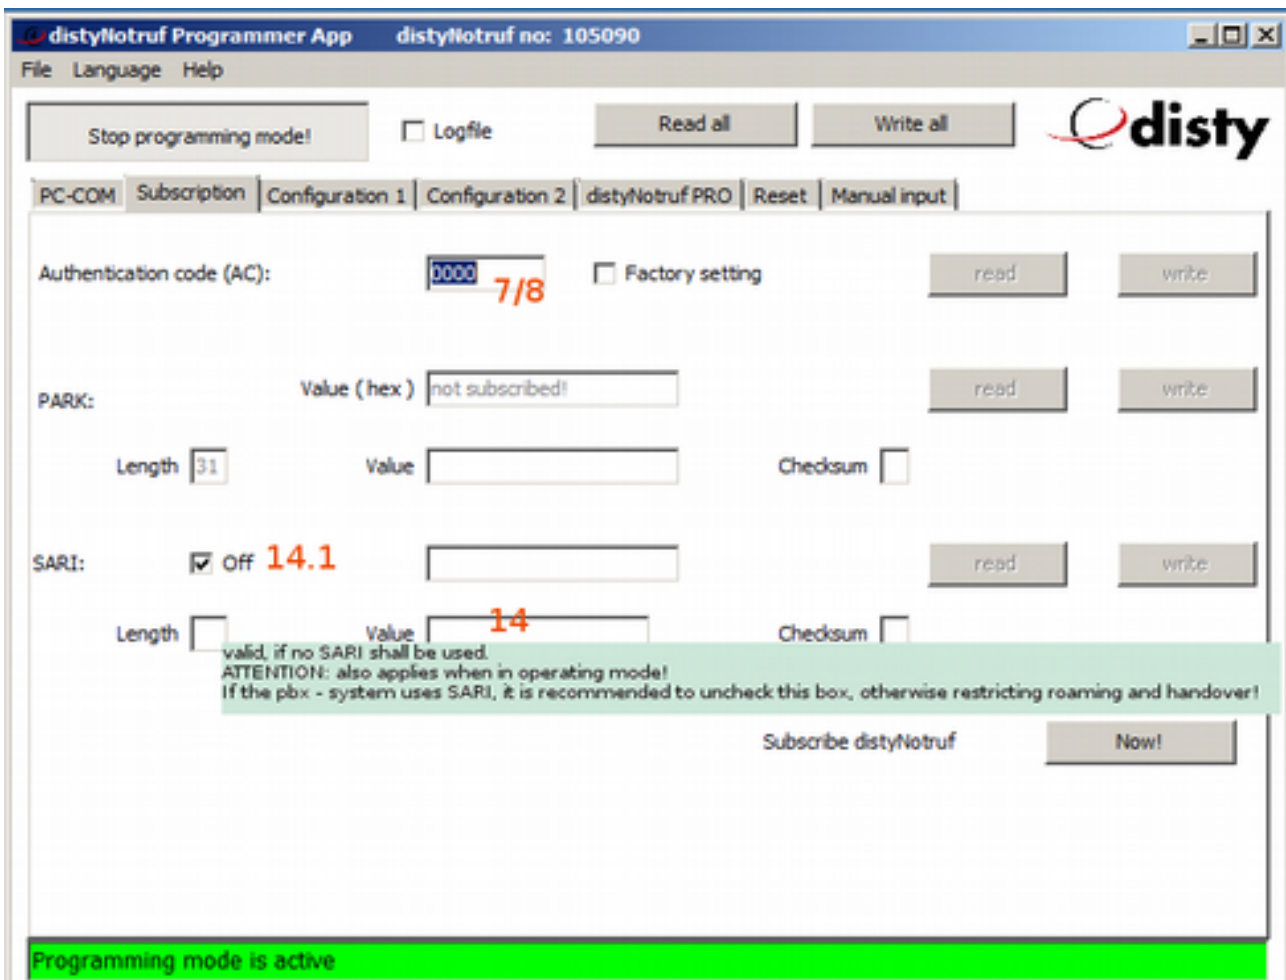 distyNotruf Programmer App distyNotruf no: 105090
File Language Help
Stop programming mode! Logfile Read all Write all disty
PC-COM Subscription Configuration 1 Configuration 2 distyNotruf PRO Reset Manual input
Authentication code (AC): 0000 Factory setting read write
7/8
Value ( hex ) not subscribed! read write
PARK:
Length 31 Value Checksum
SARI: Off 14.1 read write
14
Length Value Checksum
valid, if no SARI shall be used.
ATTENTION: also applies when in operating mode!
If the pbx - system uses SARI, it is recommended to uncheck this box, otherwise restricting roaming and handover!
Subscribe distyNotruf Now!
Programming mode is active